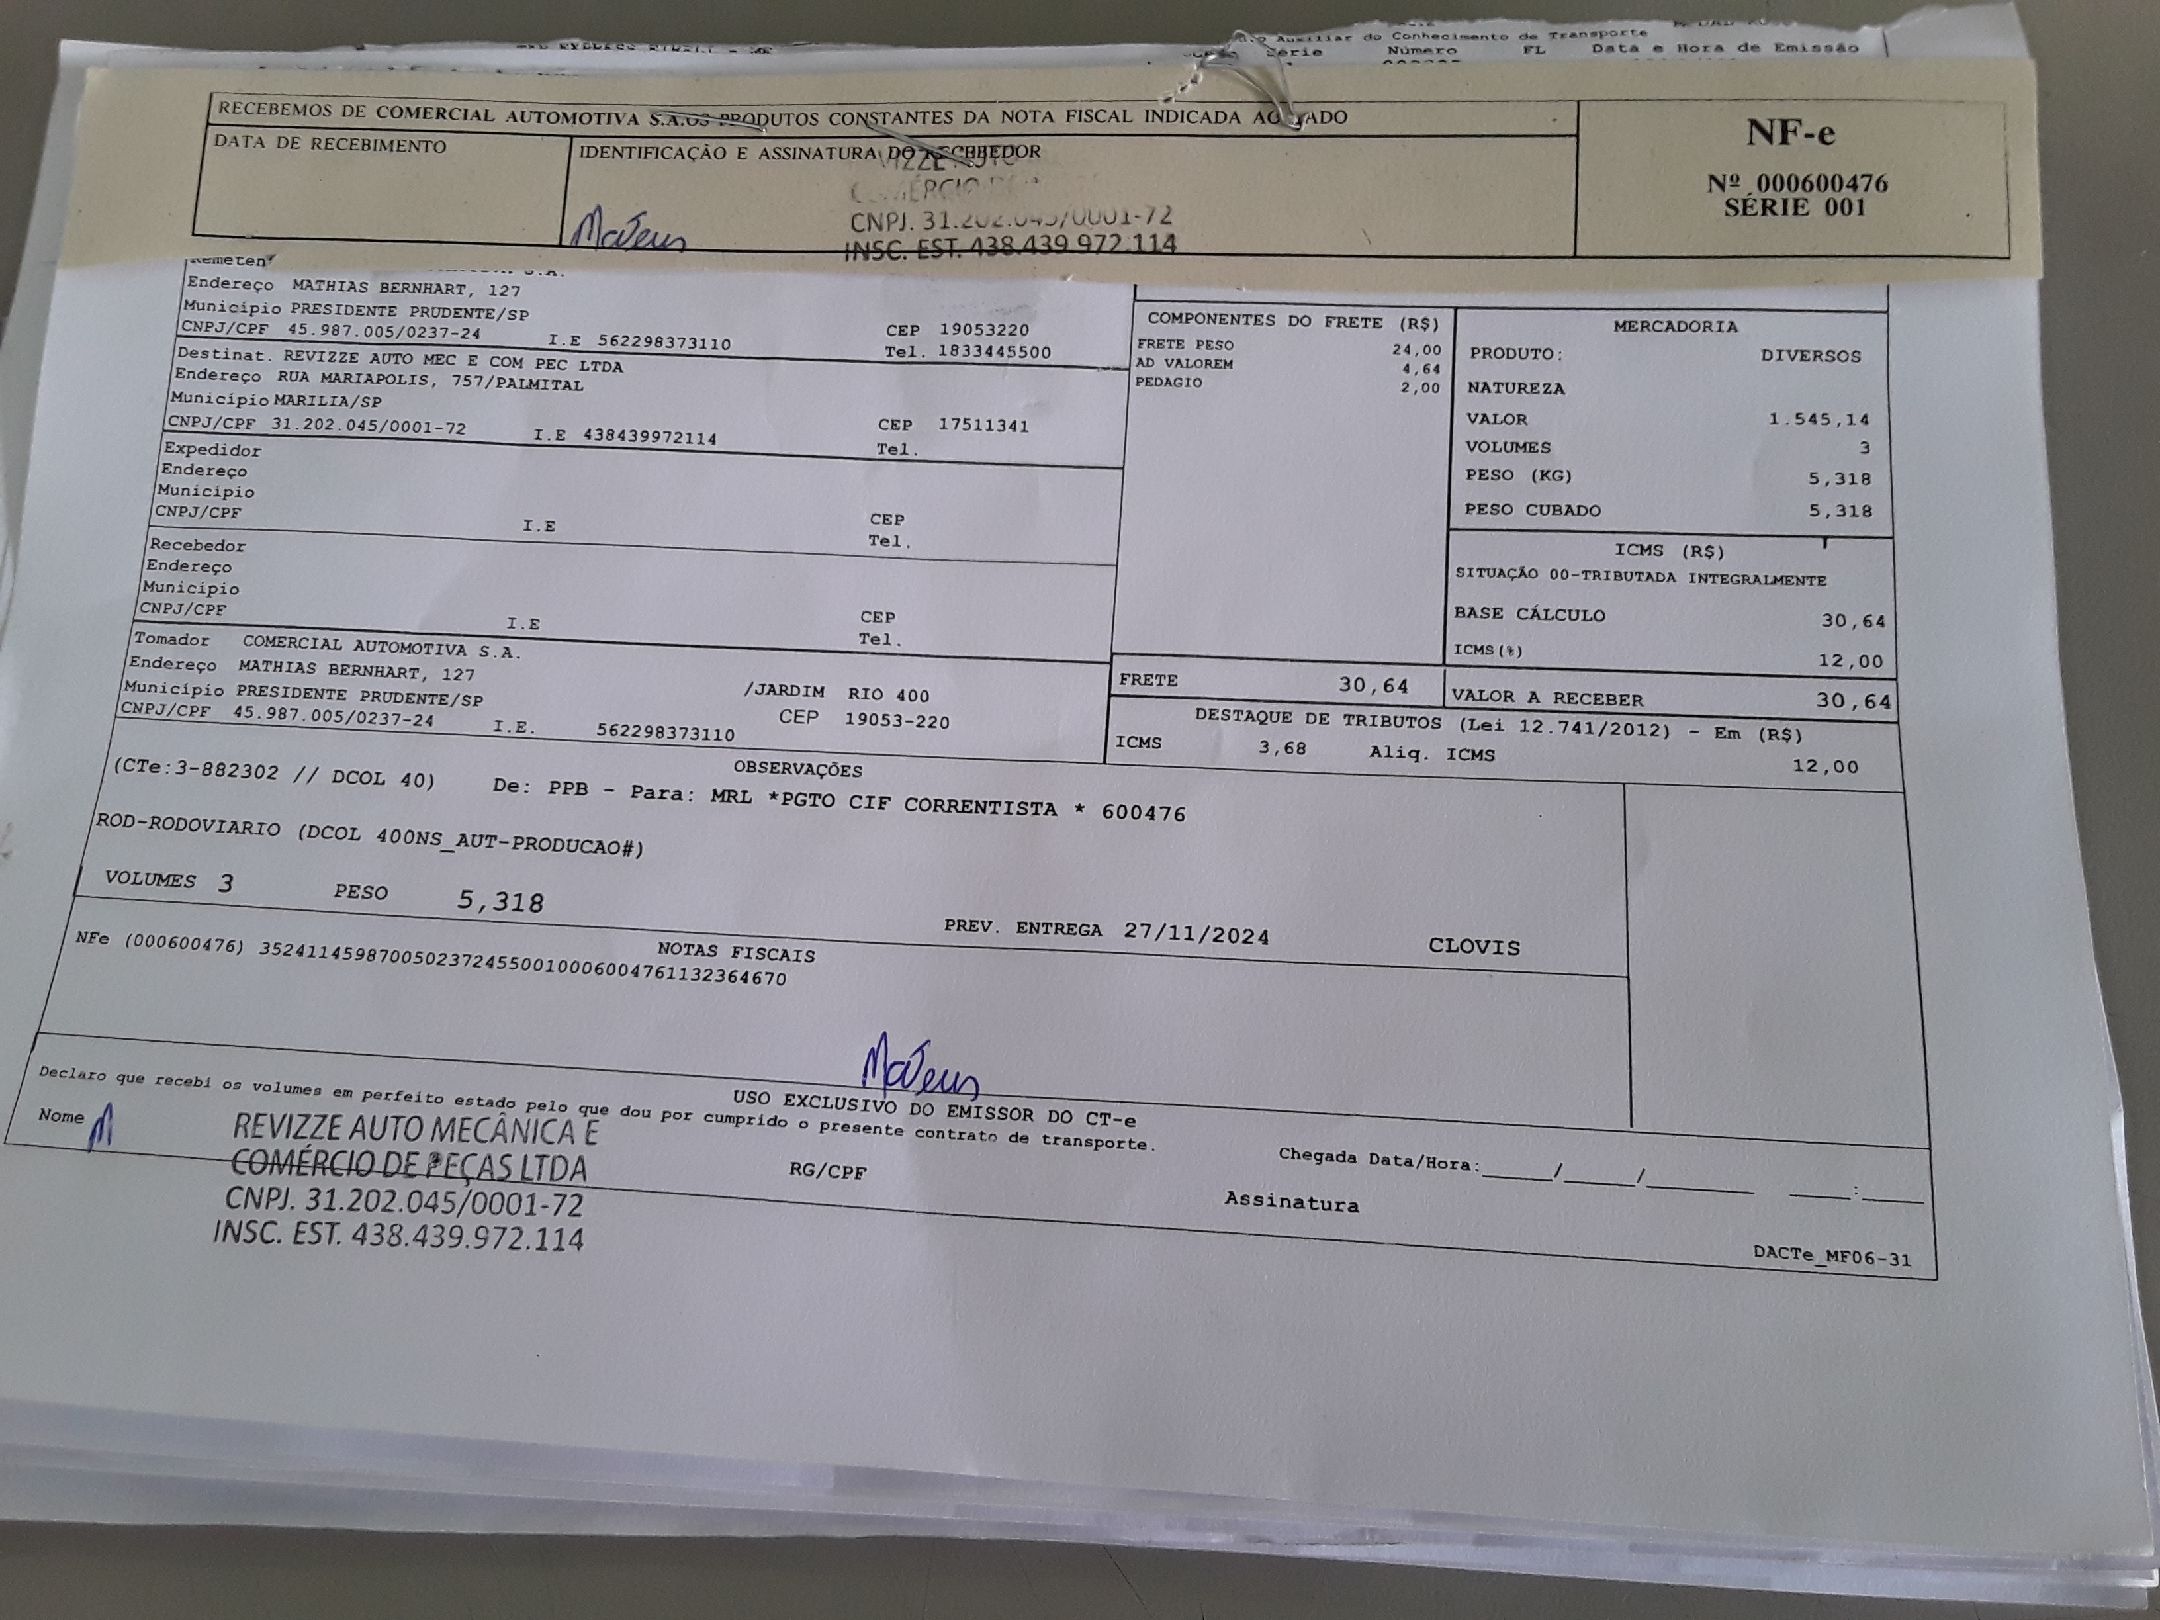 Auxiliar do Conhecimento de Transporte
Série Número FL Data e Hora de Emissão
RECEBEMOS DE COMERCIAL AUTOMOTIVA S.A.OS PRODUTOS CONSTANTES DA NOTA FISCAL INDICADA AO LADO
DATA DE RECEBIMENTO
IDENTIFICAÇÃO E ASSINATURA DO RECEBEDOR
CNPJ. 31.202.045/0001-72
INSC. EST. 438.439.972.114
Mateus
NF-e
Nº 000600476
SÉRIE 001
Endereço MATHIAS BERNHART, 127
Município PRESIDENTE PRUDENTE/SP CEP 19053220
CNPJ/CPF 45.987.005/0237-24 I.E 562298373110 Tel. 1833445500
Destinat. REVIZZE AUTO MEC E COM PEC LTDA
Endereço RUA MARIAPOLIS, 757/PALMITAL
Município MARILIA/SP CEP 17511341
CNPJ/CPF 31.202.045/0001-72 I.E 438439972114 Tel.
Expedidor
Endereço
Município CEP
CNPJ/CPF I.E Tel.
Recebedor
Endereço
Município CEP
CNPJ/CPF I.E Tel.
Tomador COMERCIAL AUTOMOTIVA S.A.
Endereço MATHIAS BERNHART, 127 /JARDIM RIO 400
Município PRESIDENTE PRUDENTE/SP CEP 19053-220
CNPJ/CPF 45.987.005/0237-24 I.E. 562298373110
COMPONENTES DO FRETE (R$)
FRETE PESO 24,00
AD VALOREM 4,64
PEDAGIO 2,00
MERCADORIA
PRODUTO: DIVERSOS
NATUREZA
VALOR 1.545,14
VOLUMES 3
PESO (KG) 5,318
PESO CUBADO 5,318
ICMS (R$)
SITUAÇÃO 00-TRIBUTADA INTEGRALMENTE
BASE CÁLCULO 30,64
ICMS(%) 12,00
FRETE 30,64 VALOR A RECEBER 30,64
DESTAQUE DE TRIBUTOS (Lei 12.741/2012) - Em (R$)
ICMS 3,68 Aliq. ICMS 12,00
OBSERVAÇÕES
(CTe:3-882302 // DCOL 40) De: PPB - Para: MRL *PGTO CIF CORRENTISTA * 600476
ROD-RODOVIARIO (DCOL 400NS_AUT-PRODUCAO#)
VOLUMES 3 PESO 5,318 PREV. ENTREGA 27/11/2024 CLOVIS
NOTAS FISCAIS
NFe (000600476) 35241145987005023724550010006004761132364670
Mateus
USO EXCLUSIVO DO EMISSOR DO CT-e
Declaro que recebi os volumes em perfeito estado pelo que dou por cumprido o presente contrato de transporte.
Nome M RG/CPF Assinatura
Chegada Data/Hora:_____/_____/_______ ___:____
REVIZZE AUTO MECÂNICA E
COMÉRCIO DE PEÇAS LTDA
CNPJ. 31.202.045/0001-72
INSC. EST. 438.439.972.114
DACTe_MF06-31